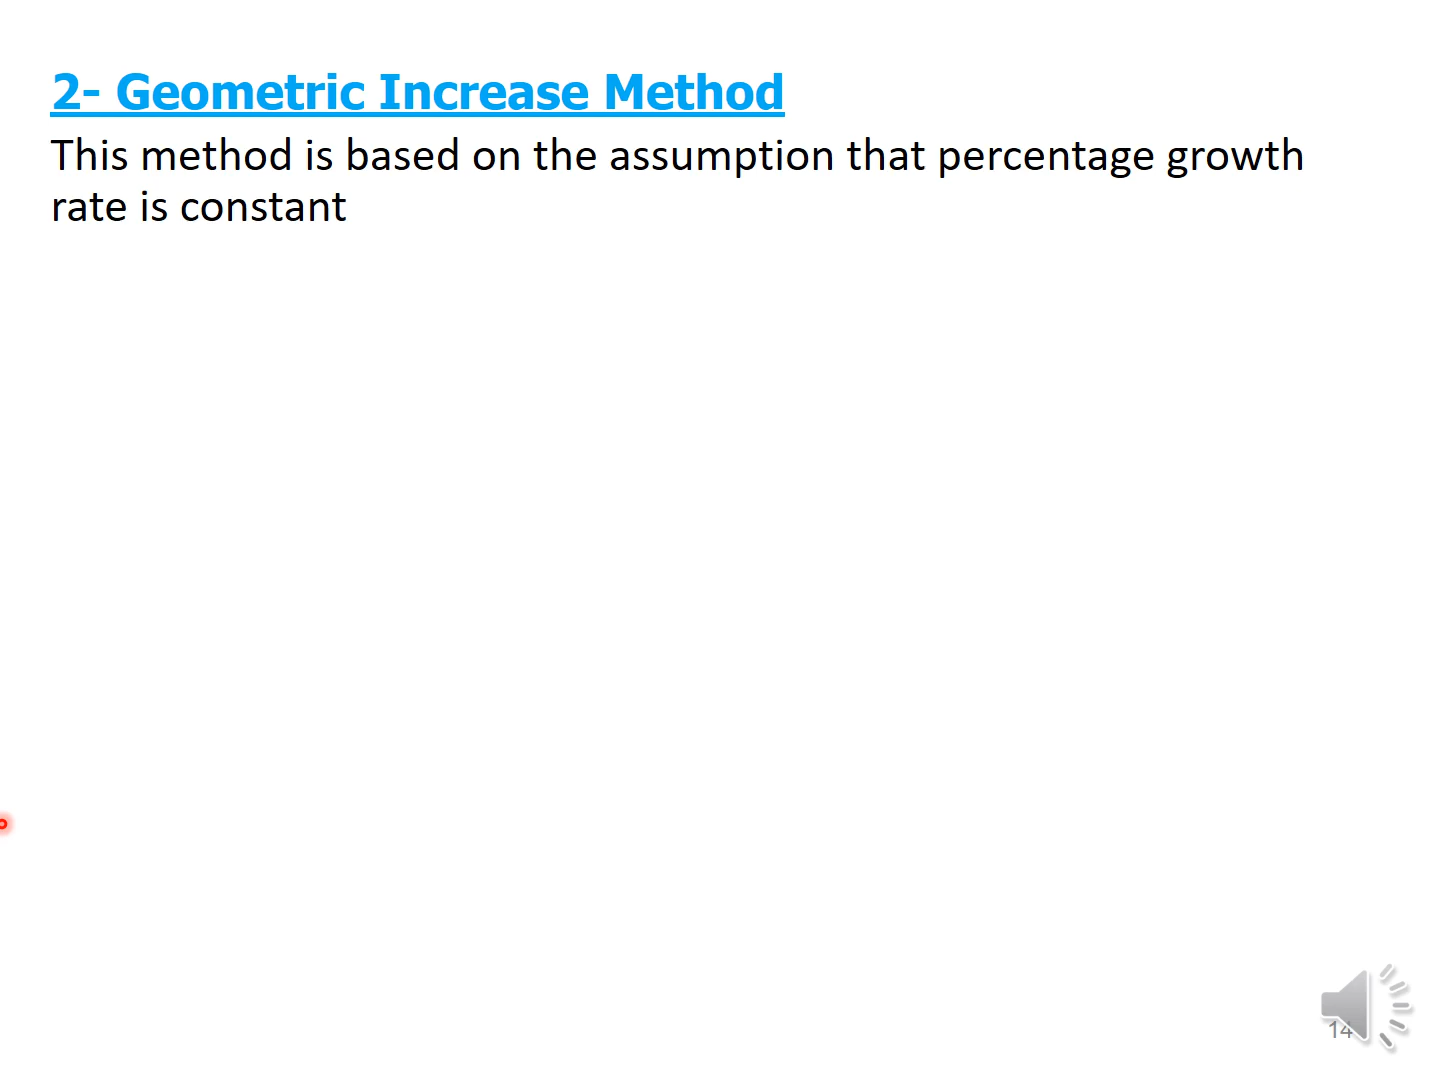 2- Geometric Increase Method
This method is based on the assumption that percentage growth
rate is constant
14